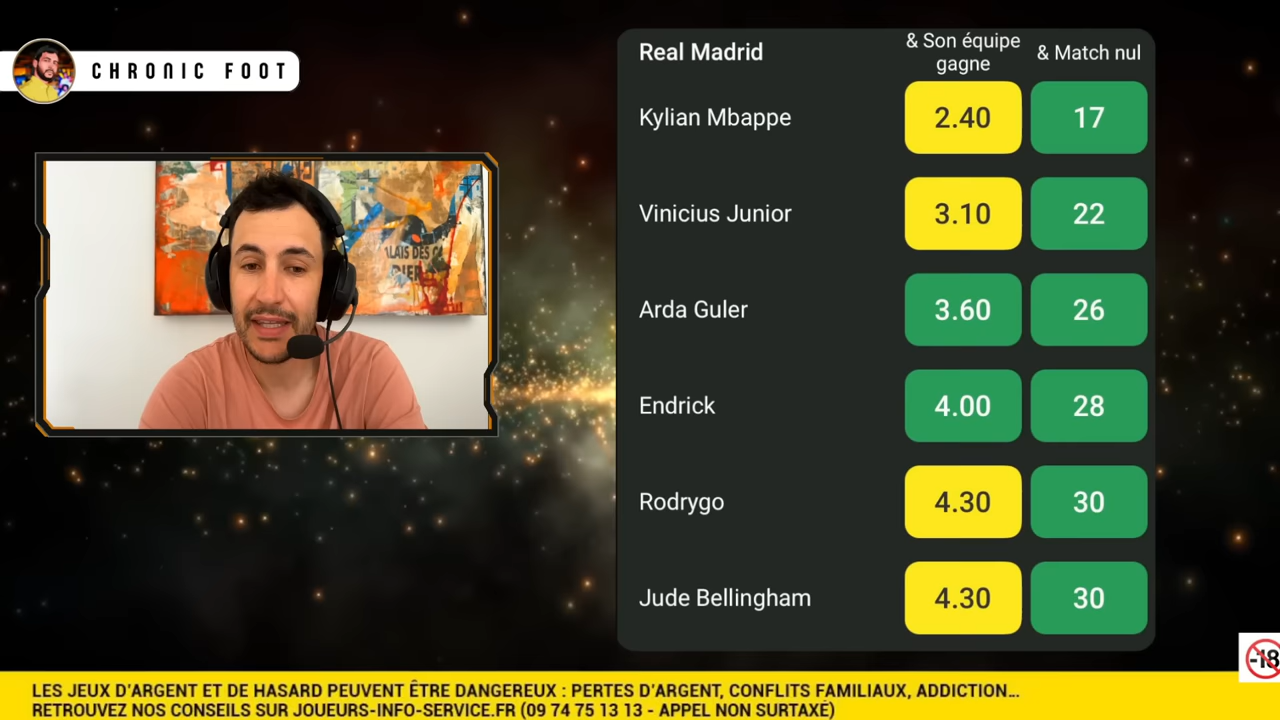 CHRONIC FOOT
ALAIS DES
Real Madrid
& Son équipe
gagne
& Match nul
Kylian Mbappe
2.40
17
Vinicius Junior
3.10
22
Arda Guler
3.60
26
Endrick
4.00
28
Rodrygo
4.30
30
Jude Bellingham
4.30
30
-18
LES JEUX D'ARGENT ET DE HASARD PEUVENT ÊTRE DANGEREUX : PERTES D'ARGENT, CONFLITS FAMILIAUX, ADDICTION...
RETROUVEZ NOS CONSEILS SUR JOUEURS-INFO-SERVICE.FR (09 74 75 13 13 - APPEL NON SURTAXÉ)